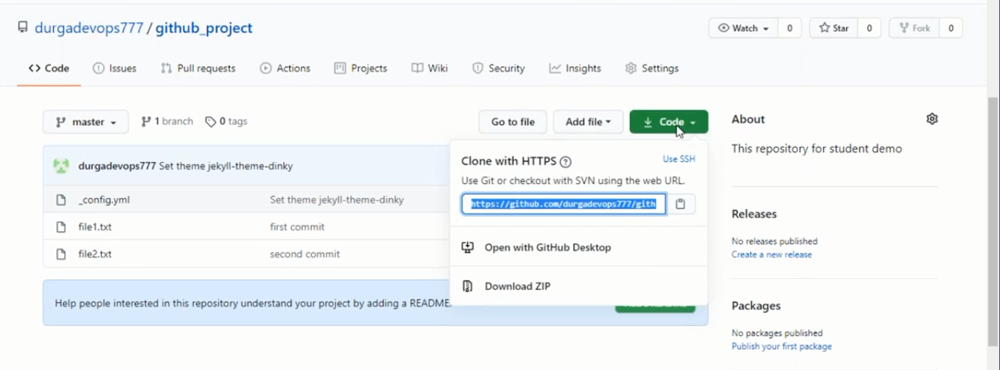 durgadevops777 / github_project
Watch 0 Star 0 Fork 0
Code Issues Pull requests Actions Projects Wiki Security Insights Settings
master 1 branch 0 tags Go to file Add file Code
durgadevops777 Set theme jekyll-theme-dinky
_config.yml Set theme jekyll-theme-dinky
file1.txt first commit
file2.txt second commit
Help people interested in this repository understand your project by adding a README.
Clone with HTTPS ? Use SSH
Use Git or checkout with SVN using the web URL.
https://github.com/durgadevops777/gith
Open with GitHub Desktop
Download ZIP
About
This repository for student demo
Releases
No releases published
Create a new release
Packages
No packages published
Publish your first package